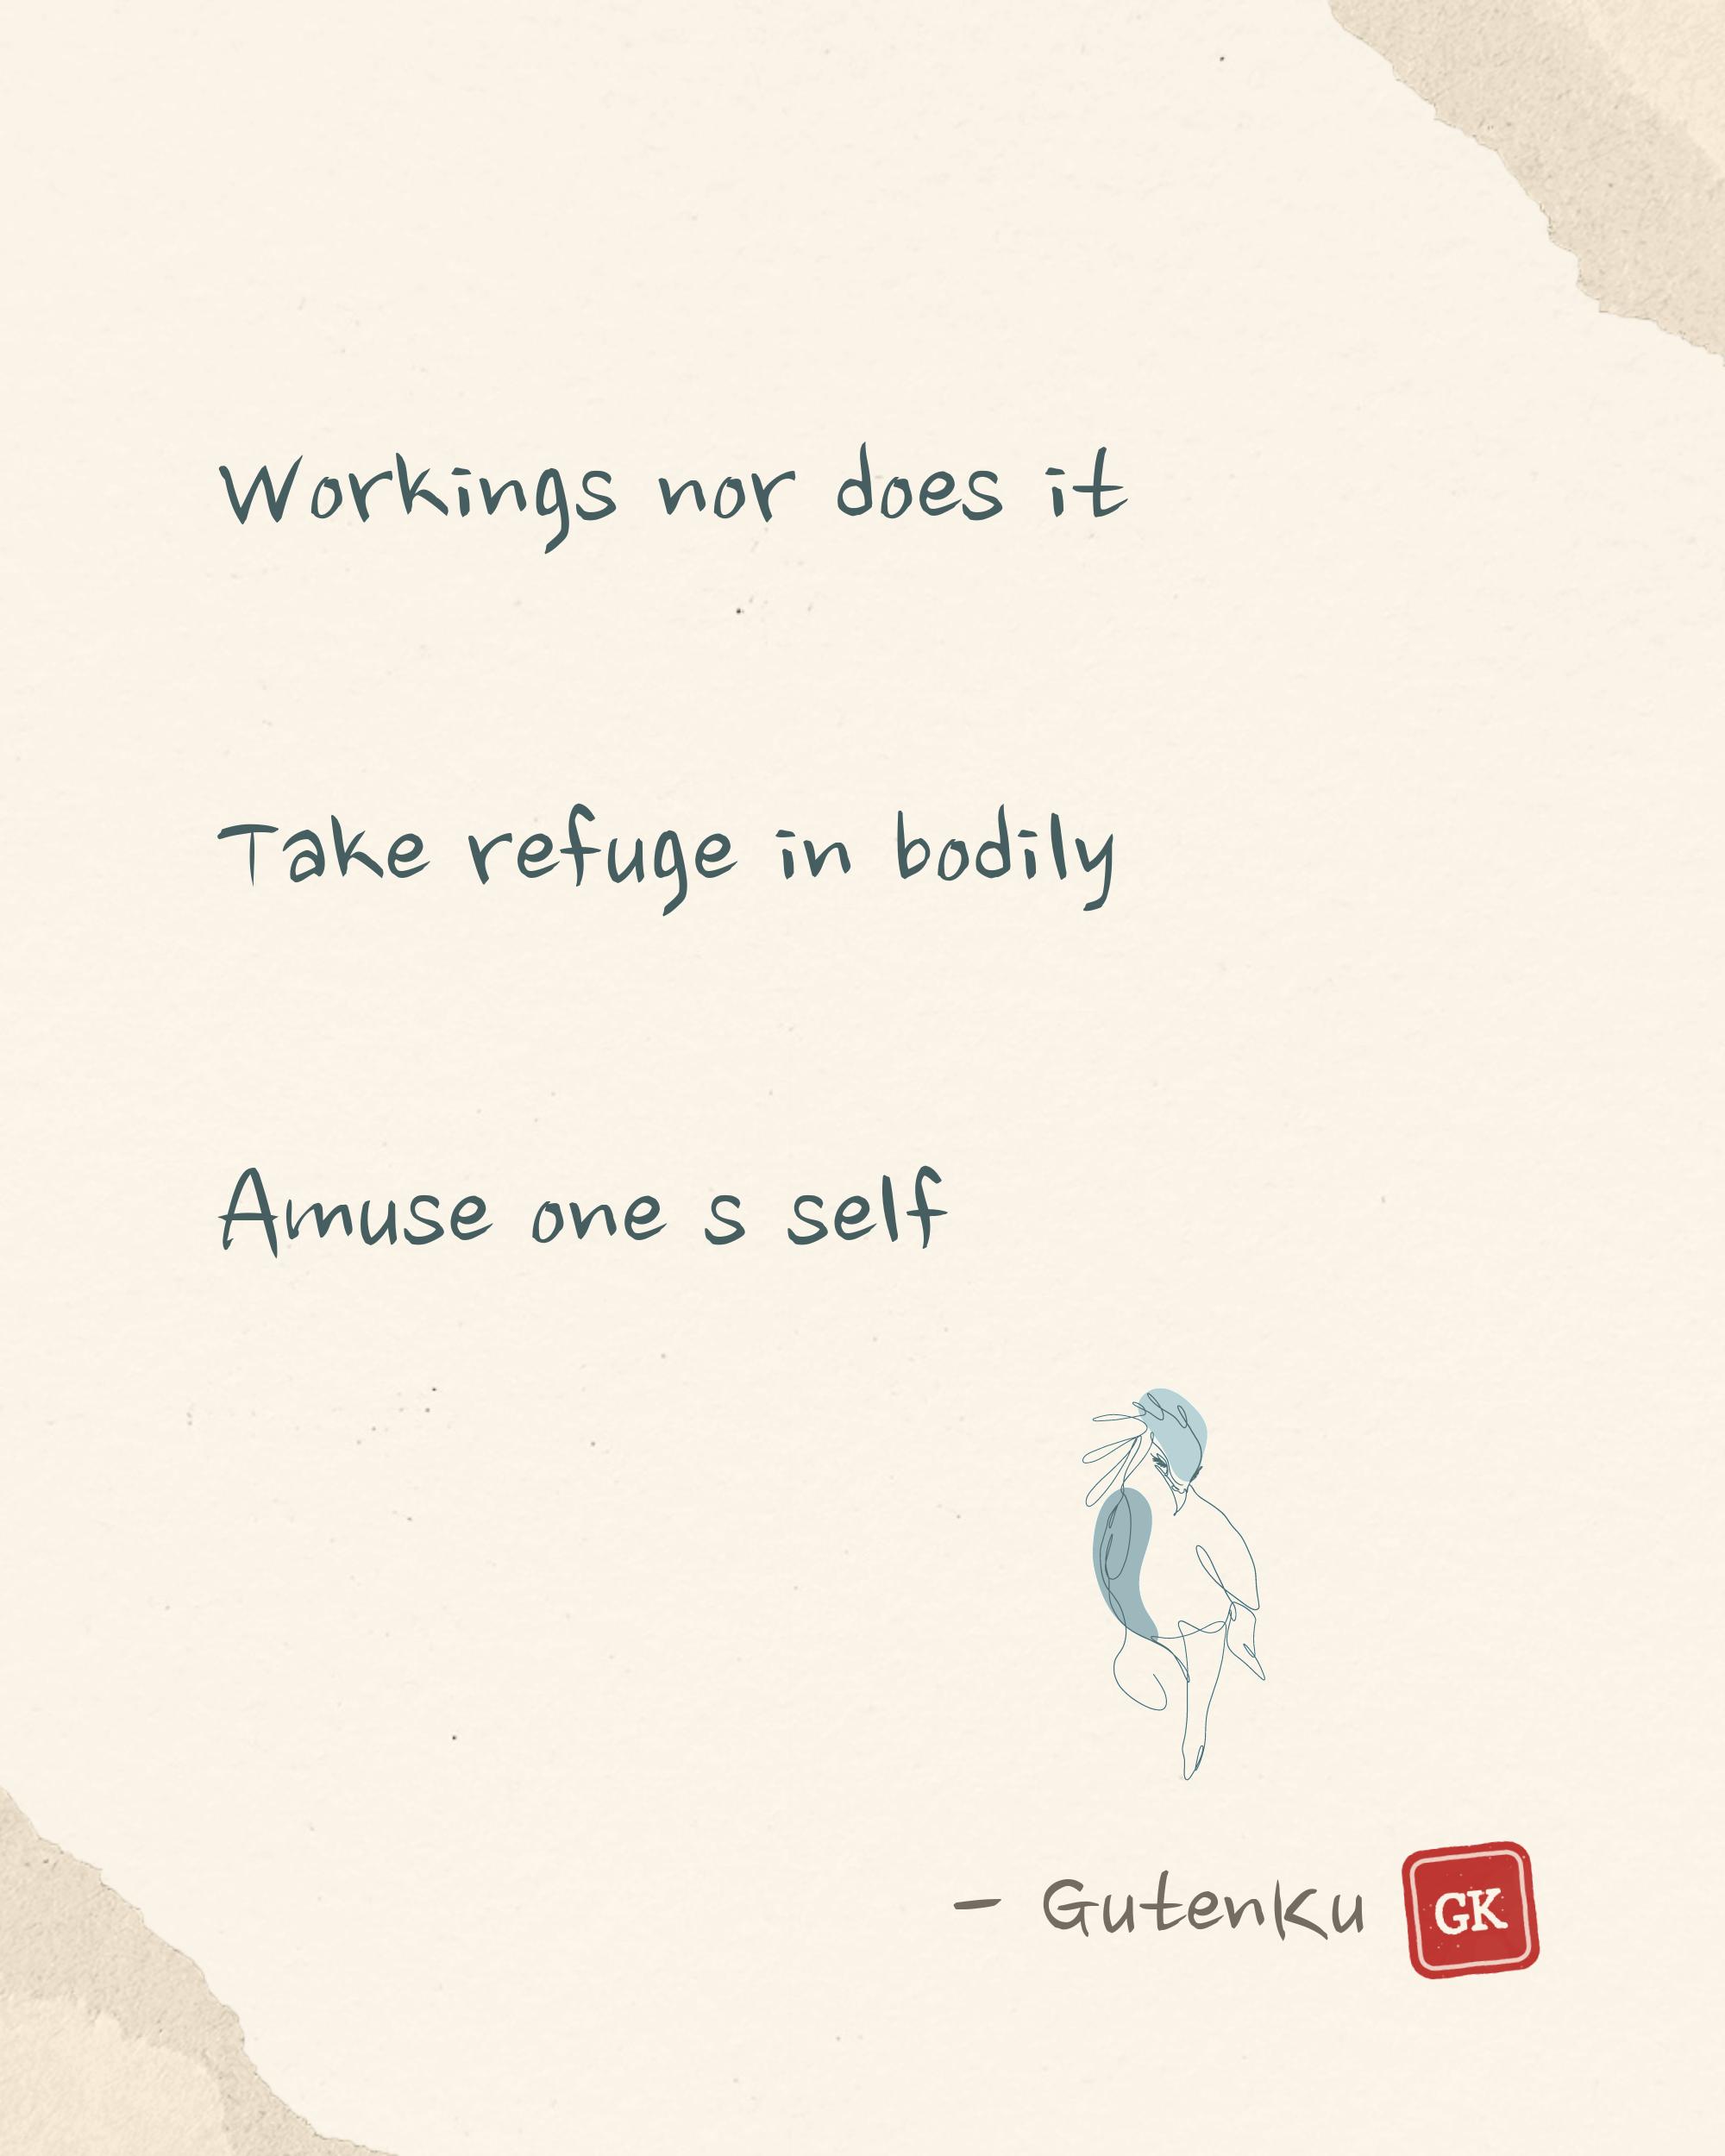 Workings nor does it
Take refuge in bodily
Amuse one s self
- GutenKu
GK